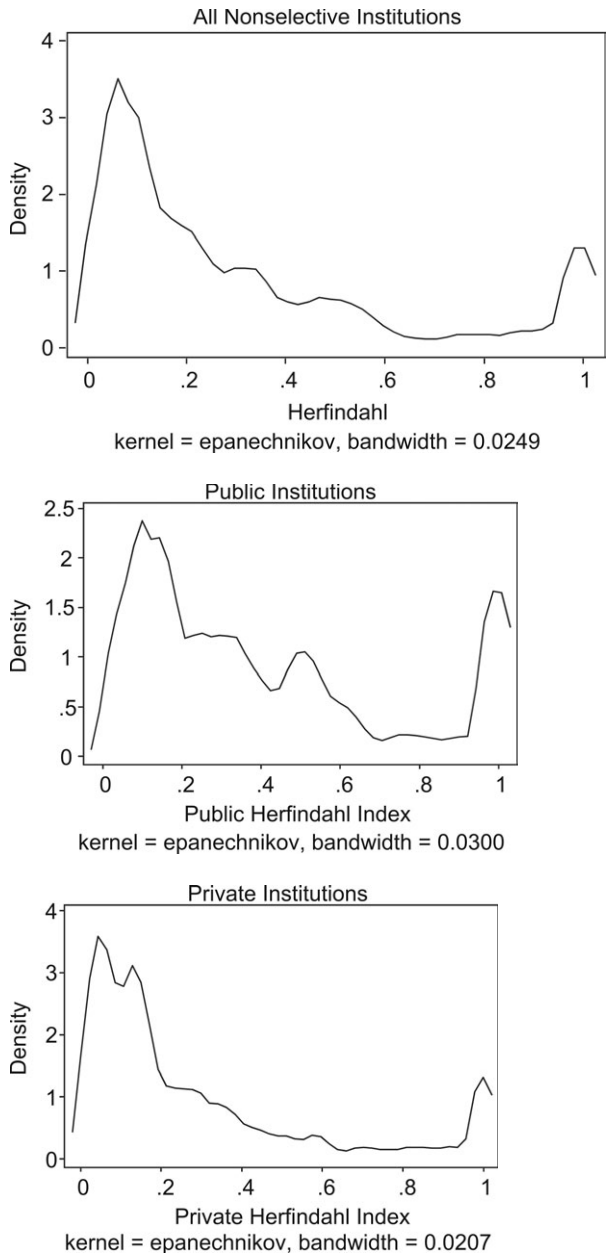 All Nonselective Institutions
4
3
2
1
0
Density
0 .2 .4 .6 .8 1
Herfindahl
kernel = epanechnikov, bandwidth = 0.0249
Public Institutions
2.5
2
1.5
1
.5
0
Density
0 .2 .4 .6 .8 1
Public Herfindahl Index
kernel = epanechnikov, bandwidth = 0.0300
Private Institutions
4
3
2
1
0
Density
0 .2 .4 .6 .8 1
Private Herfindahl Index
kernel = epanechnikov, bandwidth = 0.0207